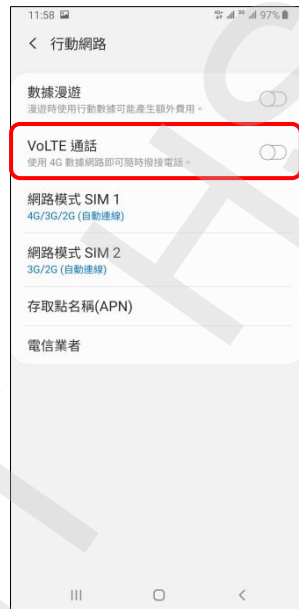 11:58 97%
行動網路
數據漫遊
漫遊時使用行動數據可能產生額外費用。
VoLTE 通話
使用 4G 數據網路即可隨時撥接電話。
網路模式 SIM 1
4G/3G/2G (自動連線)
網路模式 SIM 2
3G/2G (自動連線)
存取點名稱(APN)
電信業者